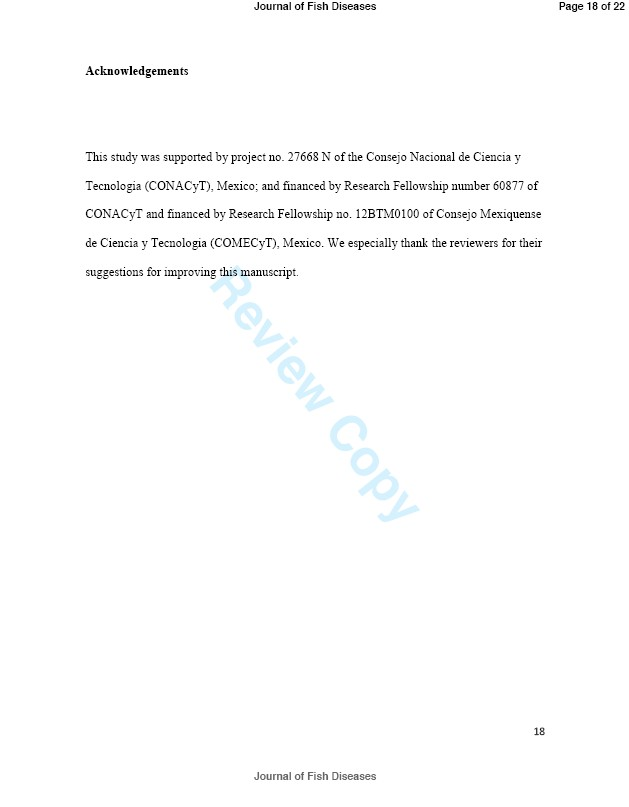 Journal of Fish Diseases
Page 18 of 22
Acknowledgements
This study was supported by project no. 27668 N of the Consejo Nacional de Ciencia y
Tecnologia (CONACyT), Mexico; and financed by Research Fellowship number 60877 of
CONACyT and financed by Research Fellowship no. 12BTM0100 of Consejo Mexiquense
de Ciencia y Tecnologia (COMECyT), Mexico. We especially thank the reviewers for their
suggestions for improving this manuscript.
Review Copy
18
Journal of Fish Diseases